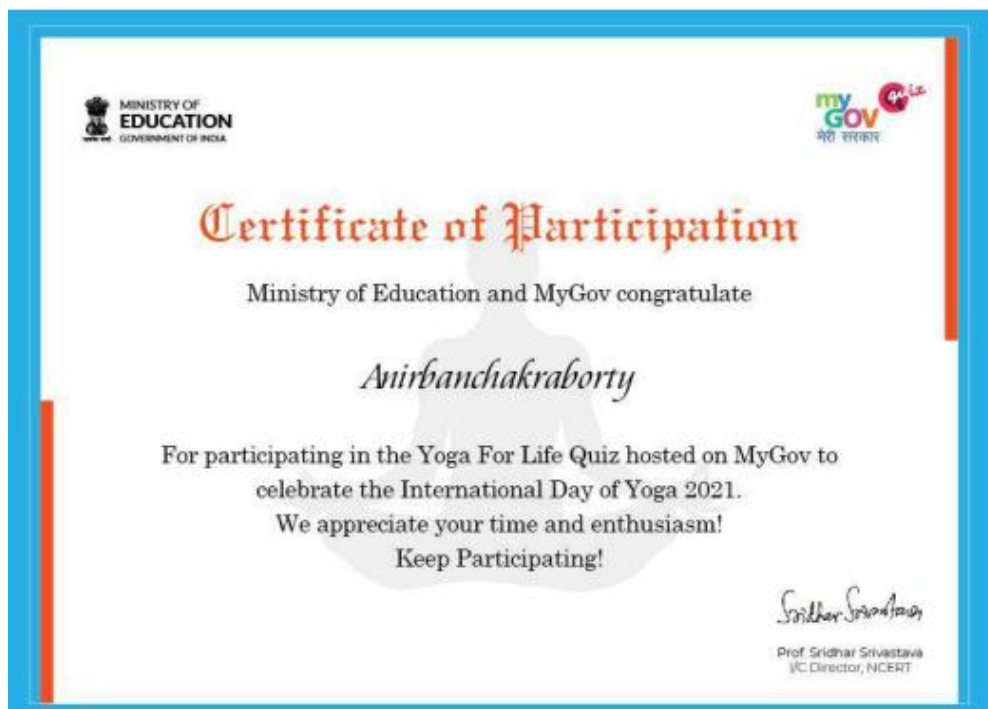 MINISTRY OF
EDUCATION
GOVERNMENT OF INDIA
my quiz
GOV
मेरी सरकार
Certificate of Participation
Ministry of Education and MyGov congratulate
Anirbanchakraborty
For participating in the Yoga For Life Quiz hosted on MyGov to
celebrate the International Day of Yoga 2021.
We appreciate your time and enthusiasm!
Keep Participating!
Sridhar Srivastava
Prof. Sridhar Srivastava
I/C Director, NCERT